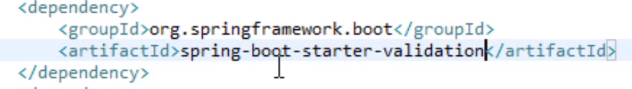 <dependency>
<groupId>org.springframework.boot</groupId>
<artifactId>spring-boot-starter-validation</artifactId>
</dependency>